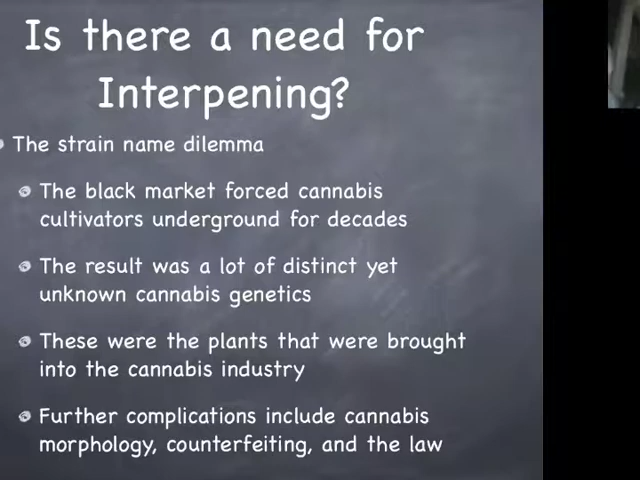 Is there a need for
Interpening?
The strain name dilemma
The black market forced cannabis
cultivators underground for decades
The result was a lot of distinct yet
unknown cannabis genetics
These were the plants that were brought
into the cannabis industry
Further complications include cannabis
morphology, counterfeiting, and the law